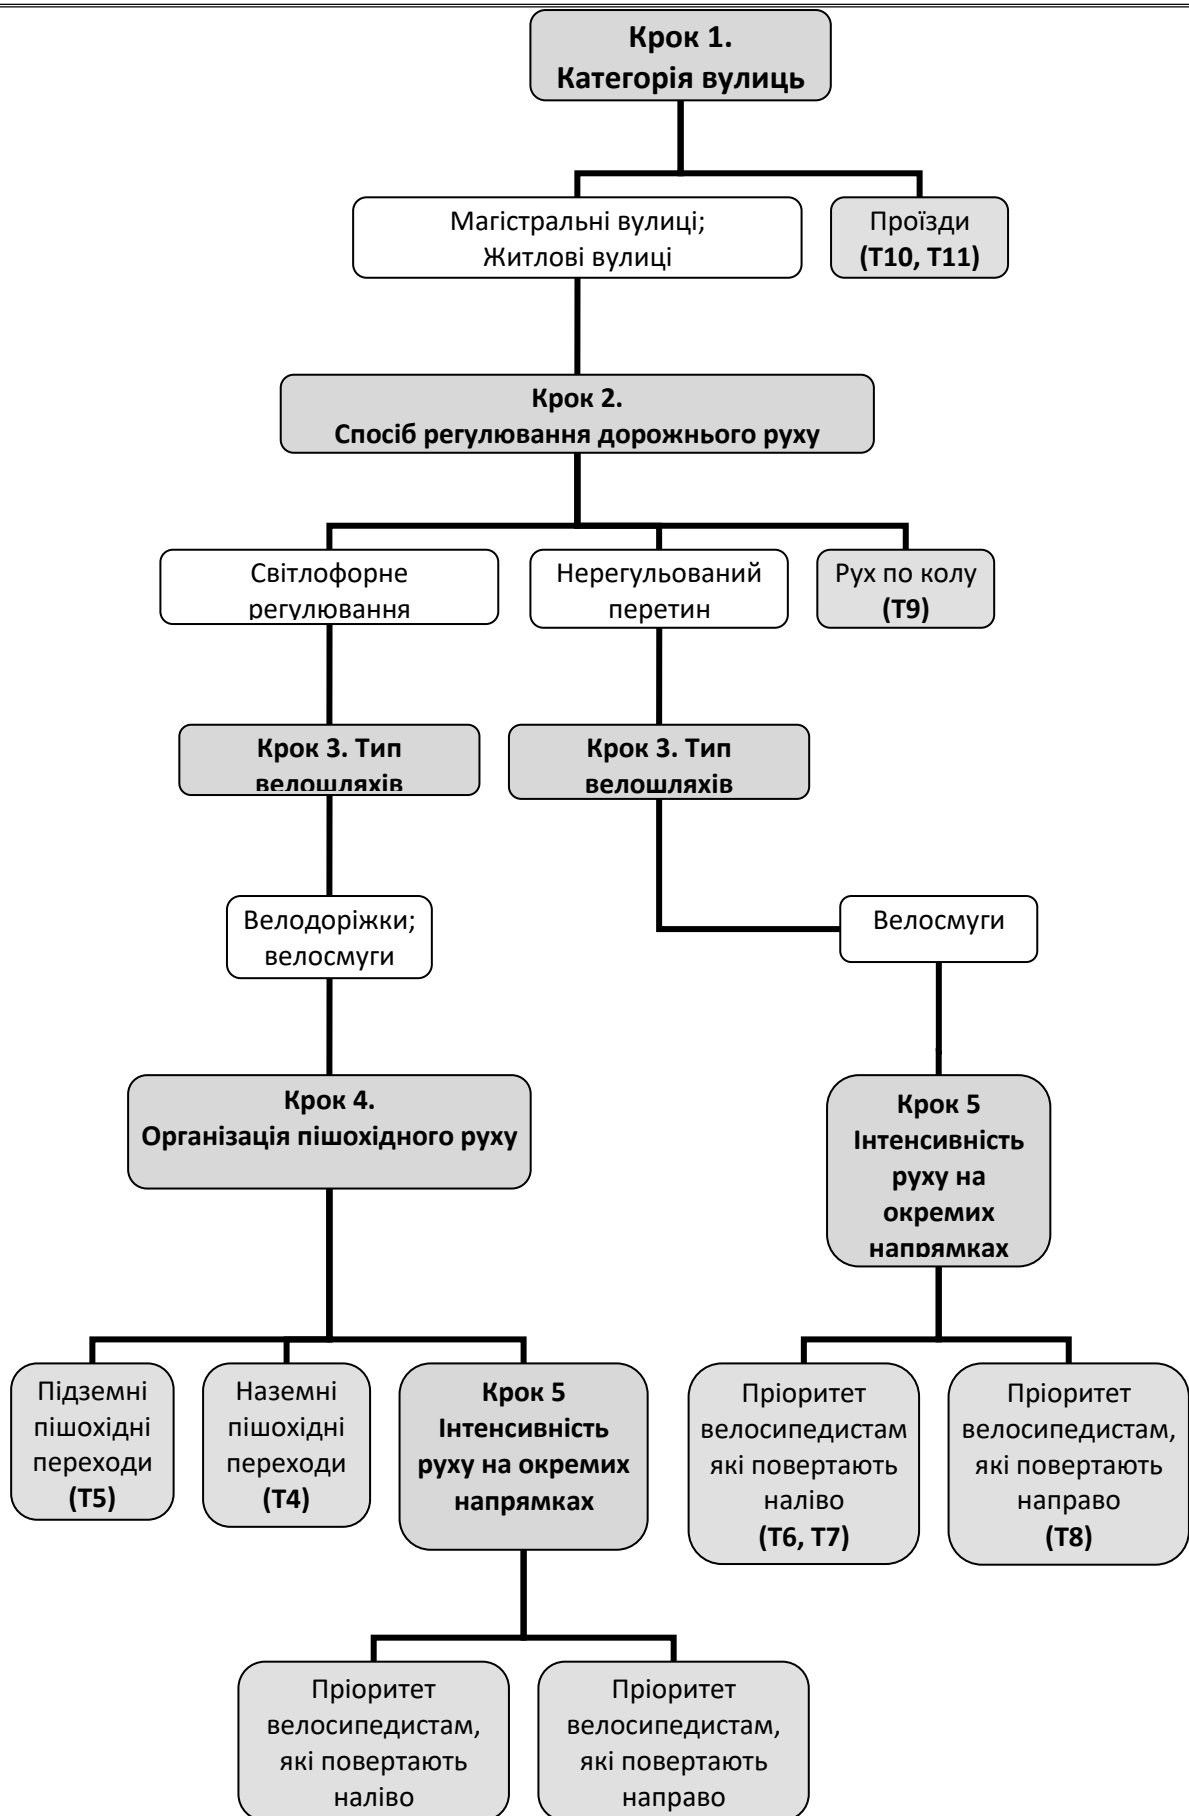 Крок 1.
Категорія вулиць
Магістральні вулиці;
Житлові вулиці
Проїзди
(Т10, Т11)
Крок 2.
Спосіб регулювання дорожнього руху
Світлофорне
регулювання
Нерегульований
перетин
Рух по колу
(Т9)
Крок 3. Тип
велошляхів
Крок 3. Тип
велошляхів
Велодоріжки;
велосмуги
Велосмуги
Крок 4.
Організація пішохідного руху
Крок 5
Інтенсивність
руху на
окремих
напрямках
Підземні
пішохідні
переходи
(Т5)
Наземні
пішохідні
переходи
(Т4)
Крок 5
Інтенсивність
руху на окремих
напрямках
Пріоритет
велосипедистам,
які повертають
наліво
(Т6, Т7)
Пріоритет
велосипедистам,
які повертають
направо
(Т8)
Пріоритет
велосипедистам,
які повертають
наліво
Пріоритет
велосипедистам,
які повертають
направо